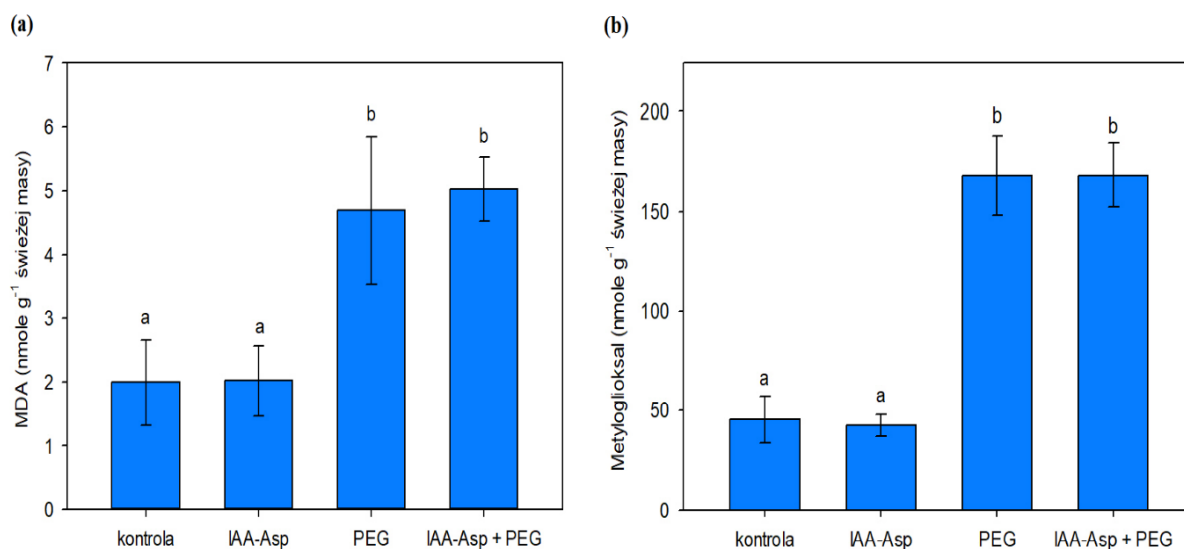 (a)
MDA (nmole g⁻¹ świeżej masy)
7
6
5
4
3
2
1
0
a
a
b
b
kontrola
IAA-Asp
PEG
IAA-Asp + PEG
(b)
Metyloglioksal (nmole g⁻¹ świeżej masy)
200
150
100
50
0
a
a
b
b
kontrola
IAA-Asp
PEG
IAA-Asp + PEG